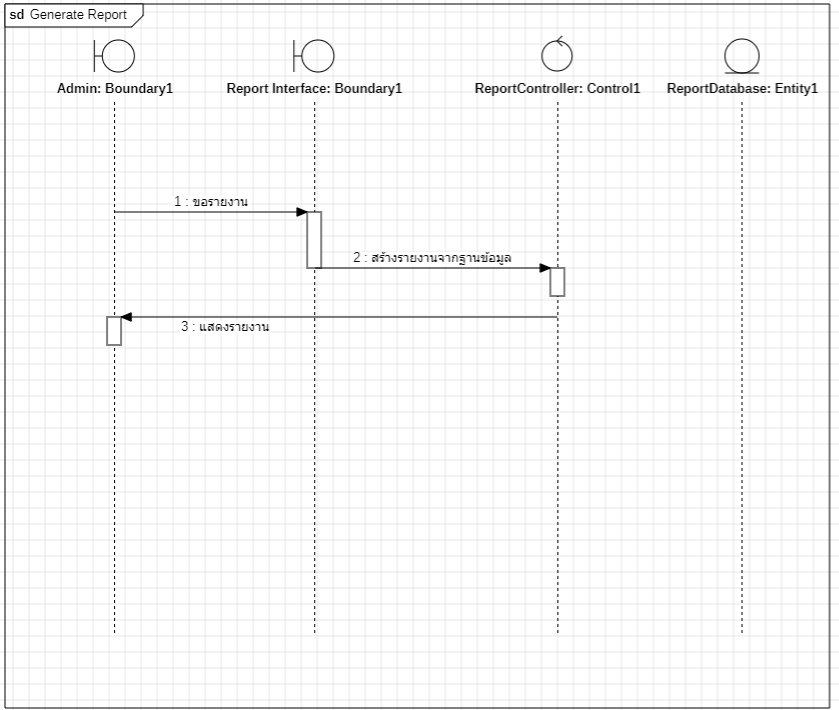 sd Generate Report
Admin: Boundary1
Report Interface: Boundary1
ReportController: Control1
ReportDatabase: Entity1
1 : ขอรายงาน
2 : สร้างรายงานจากฐานข้อมูล
3 : แสดงรายงาน